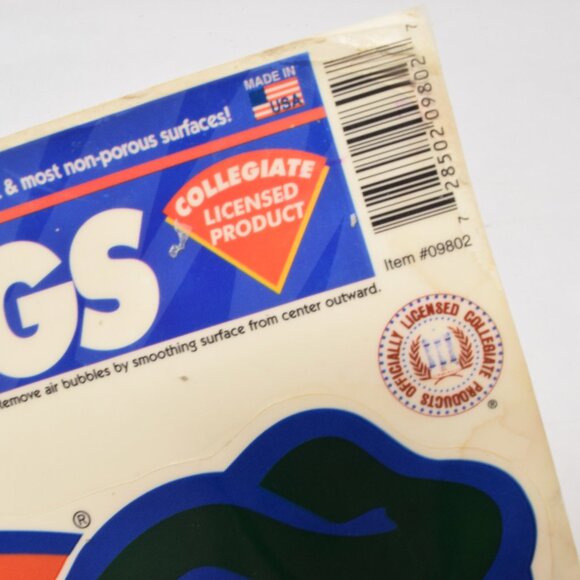 MADE IN
USA
& most non-porous surfaces!
COLLEGIATE
LICENSED
PRODUCT
GS
7 28502 09802 7
Item #09802
Remove air bubbles by smoothing surface from center outward.
OFFICIALLY LICENSED COLLEGIATE PRODUCTS
®
®